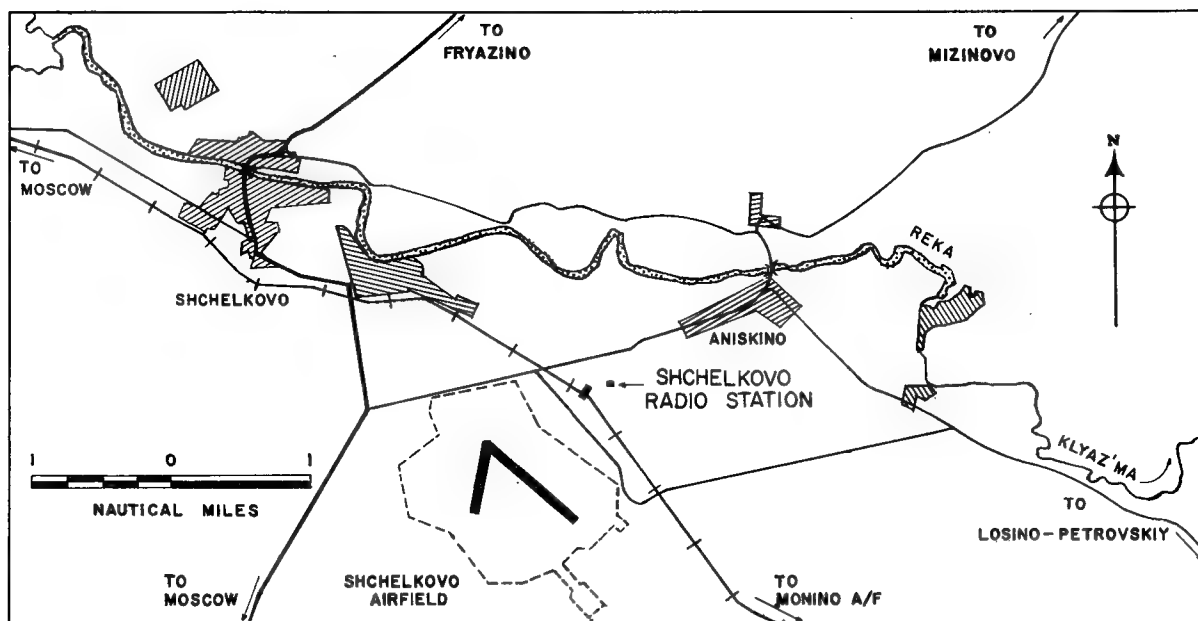 TO
FRYAZINO
TO
MIZINOVO
TO
MOSCOW
N
REKA
SHCHELKOVO
ANISKINO
SHCHELKOVO
RADIO STATION
KLYAZ'MA
1 0 1
NAUTICAL MILES
TO
LOSINO-PETROVSKIY
TO
MOSCOW
SHCHELKOVO
AIRFIELD
TO
MONINO A/F